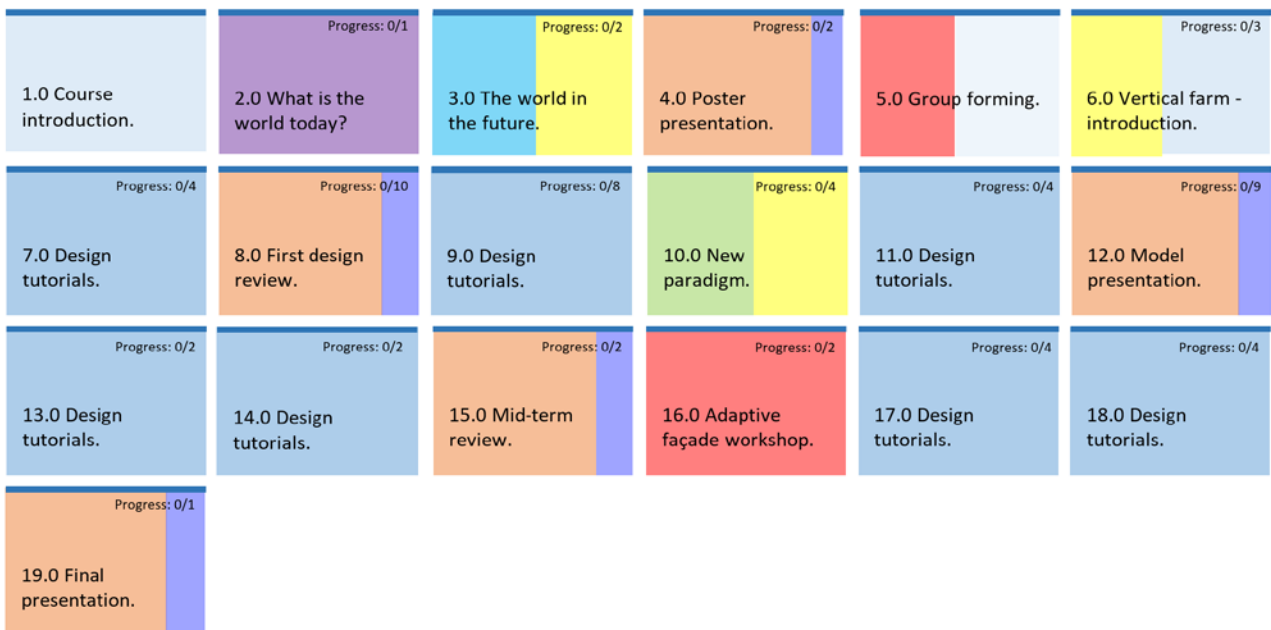 1.0 Course
introduction.
Progress: 0/1
2.0 What is the
world today?
Progress: 0/2
3.0 The world in
the future.
Progress: 0/2
4.0 Poster
presentation.
5.0 Group forming.
Progress: 0/3
6.0 Vertical farm -
introduction.
Progress: 0/4
7.0 Design
tutorials.
Progress: 0/10
8.0 First design
review.
Progress: 0/8
9.0 Design
tutorials.
Progress: 0/4
10.0 New
paradigm.
Progress: 0/4
11.0 Design
tutorials.
Progress: 0/9
12.0 Model
presentation.
Progress: 0/2
13.0 Design
tutorials.
Progress: 0/2
14.0 Design
tutorials.
Progress: 0/2
15.0 Mid-term
review.
Progress: 0/2
16.0 Adaptive
façade workshop.
Progress: 0/4
17.0 Design
tutorials.
Progress: 0/4
18.0 Design
tutorials.
Progress: 0/1
19.0 Final
presentation.